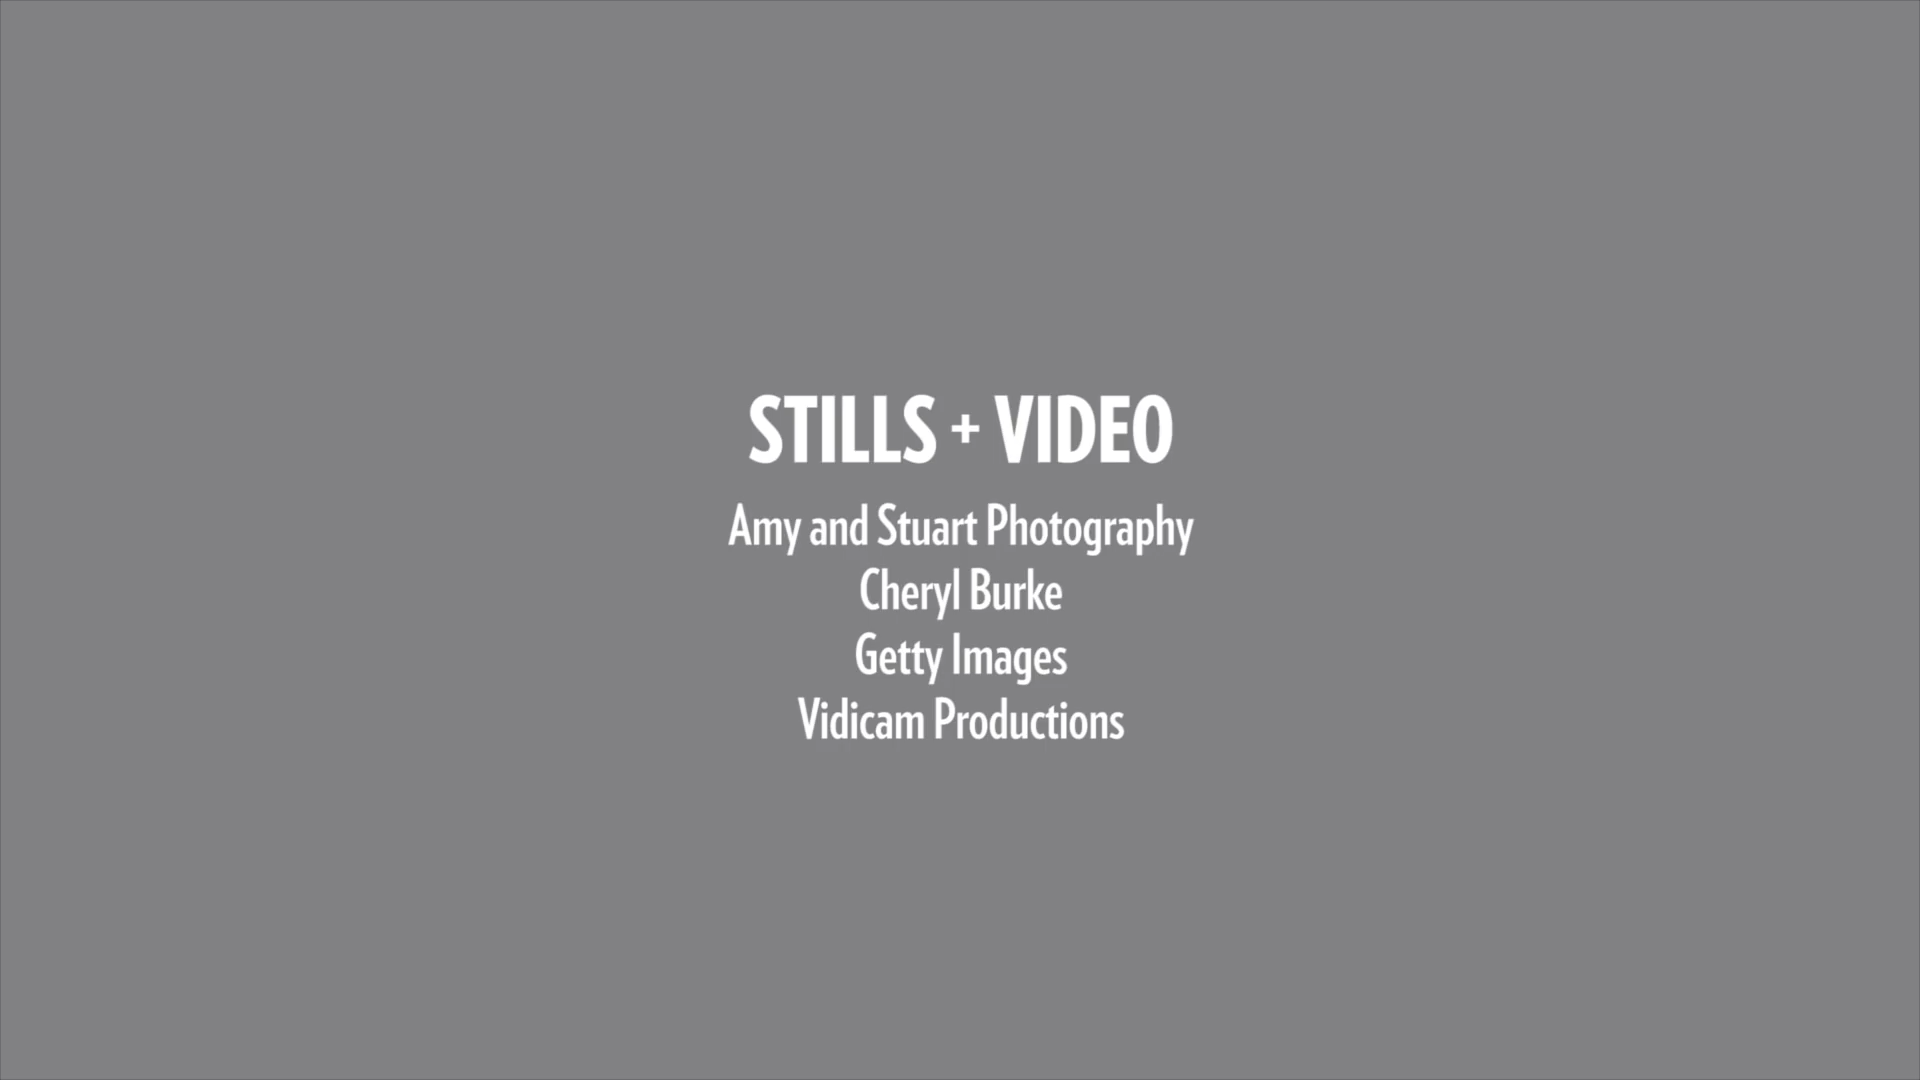 STILLS + VIDEO
Amy and Stuart Photography
Cheryl Burke
Getty Images
Vidicam Productions